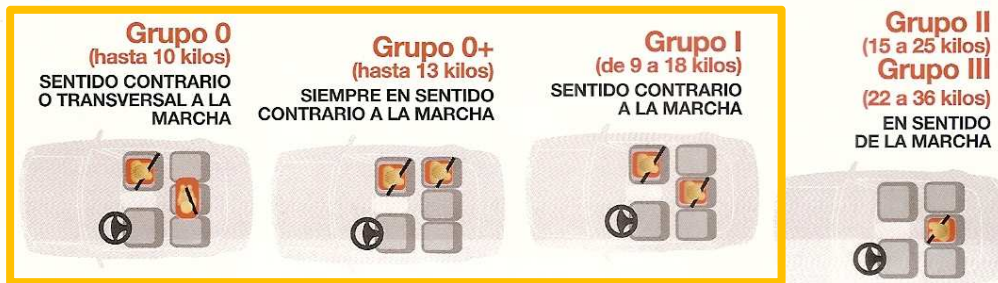 Grupo 0
(hasta 10 kilos)
SENTIDO CONTRARIO
O TRANSVERSAL A LA
MARCHA
Grupo 0+
(hasta 13 kilos)
SIEMPRE EN SENTIDO
CONTRARIO A LA MARCHA
Grupo I
(de 9 a 18 kilos)
SENTIDO CONTRARIO
A LA MARCHA
Grupo II
(15 a 25 kilos)
Grupo III
(22 a 36 kilos)
EN SENTIDO
DE LA MARCHA